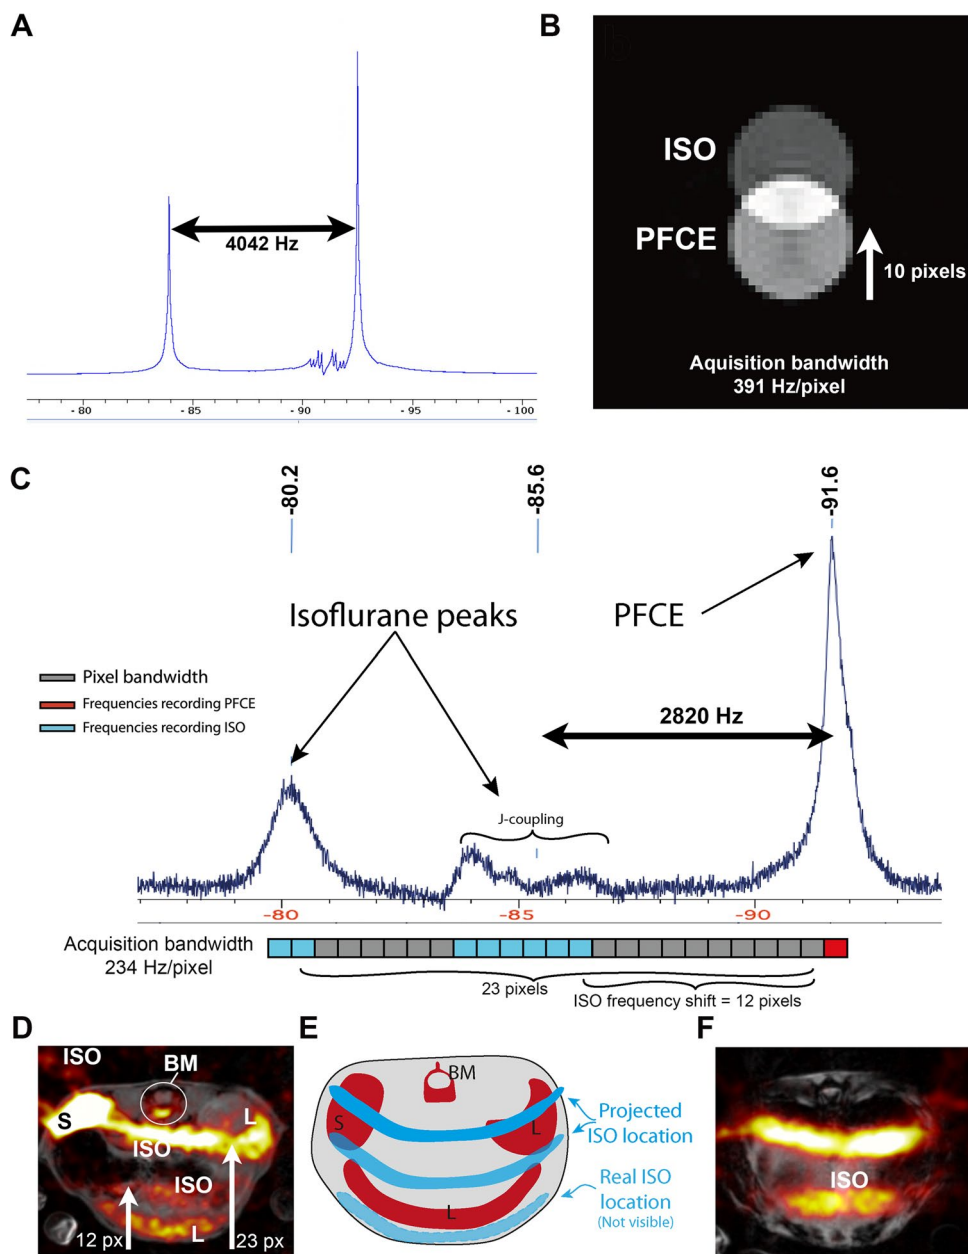 A
4042 Hz
- 80
- 85
- 90
- 95
- 100
B
ISO
PFCE
10 pixels
Aquisition bandwidth
391 Hz/pixel
C
-80.2
-85.6
-91.6
Isoflurane peaks
PFCE
Pixel bandwidth
Frequencies recording PFCE
Frequencies recording ISO
2820 Hz
J-coupling
-80
-85
-90
Acquisition bandwidth
234 Hz/pixel
23 pixels
ISO frequency shift = 12 pixels
D
ISO
BM
S
L
ISO
ISO
12 px
L
23 px
E
BM
S
L
L
Projected
ISO location
Real ISO
location
(Not visible)
F
ISO